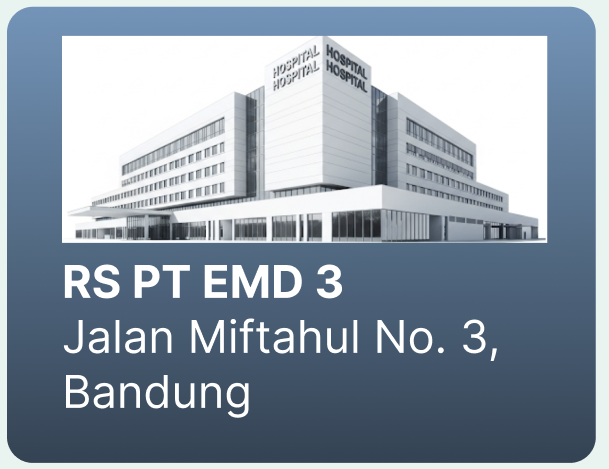 HOSPITAL HOSPITAL
HOSPITAL HOSPITAL
RS PT EMD 3
Jalan Miftahul No. 3,
Bandung